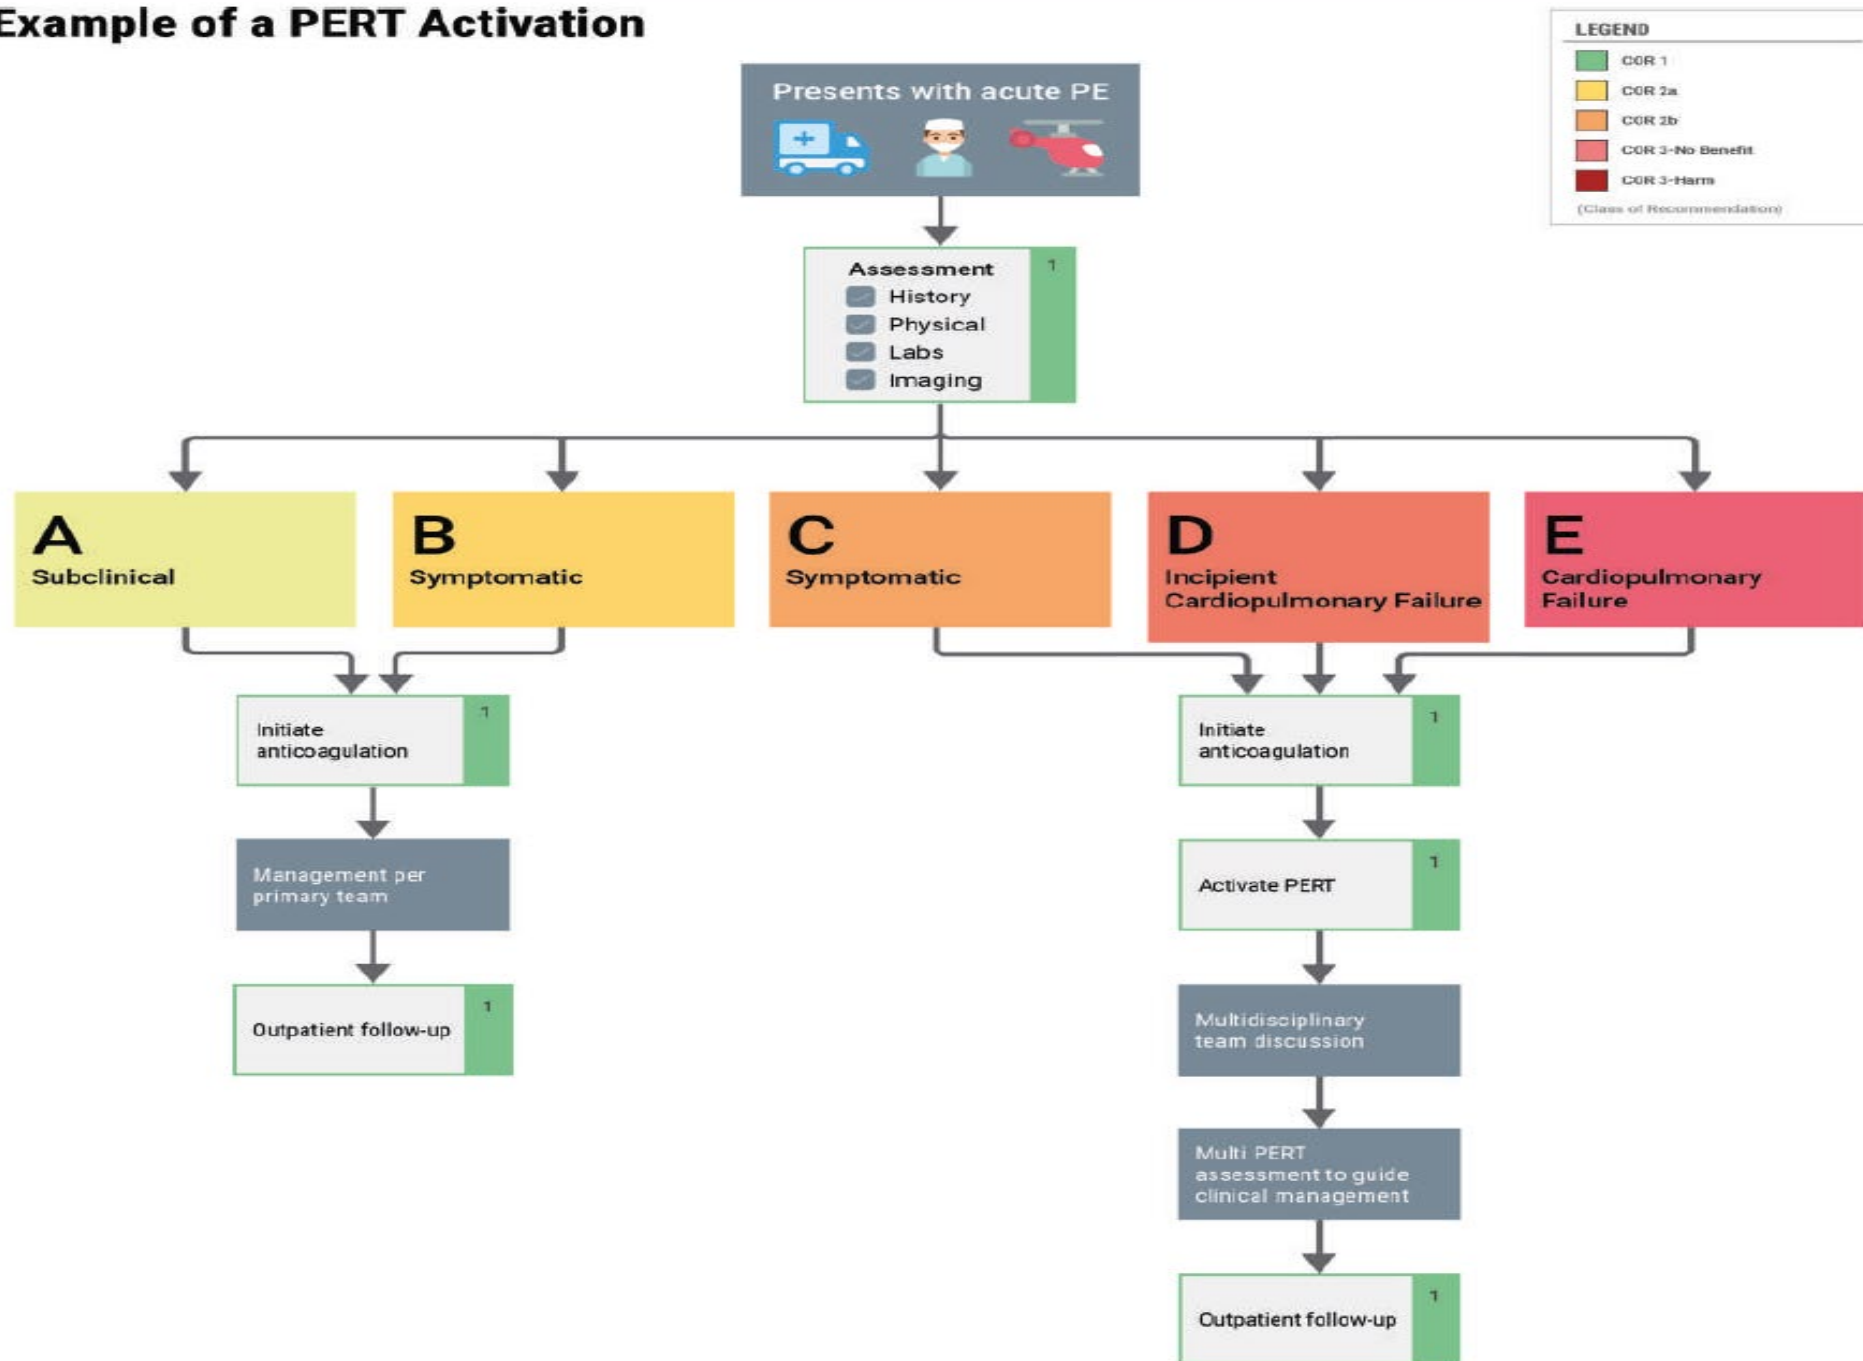 Example of a PERT Activation
LEGEND
COR 1
COR 2a
COR 2b
COR 3-No Benefit
COR 3-Harm
(Class of Recommendation)
Presents with acute PE
Assessment
1
History
Physical
Labs
Imaging
A
Subclinical
B
Symptomatic
C
Symptomatic
D
Incipient
Cardiopulmonary Failure
E
Cardiopulmonary
Failure
Initiate
anticoagulation
1
Management per
primary team
Outpatient follow-up
1
Initiate
anticoagulation
1
Activate PERT
1
Multidisciplinary
team discussion
Multi PERT
assessment to guide
clinical management
Outpatient follow-up
1